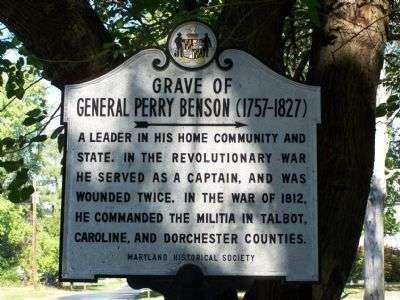 GRAVE OF
GENERAL PERRY BENSON (1757-1827)
A LEADER IN HIS HOME COMMUNITY AND
STATE. IN THE REVOLUTIONARY WAR
HE SERVED AS A CAPTAIN, AND WAS
WOUNDED TWICE. IN THE WAR OF 1812,
HE COMMANDED THE MILITIA IN TALBOT,
CAROLINE, AND DORCHESTER COUNTIES.
MARYLAND HISTORICAL SOCIETY